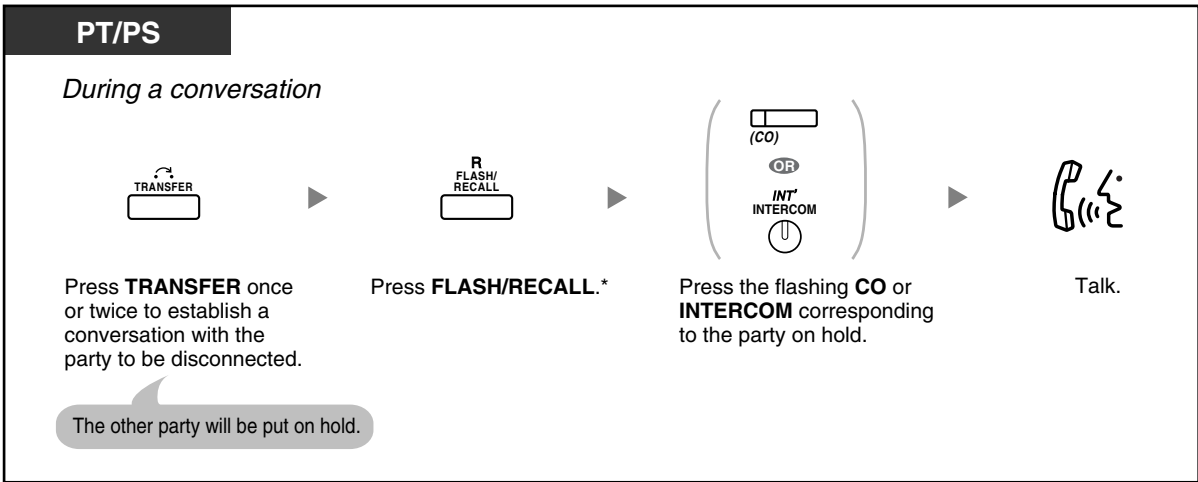 PT/PS
During a conversation
TRANSFER
R
FLASH/
RECALL
(CO)
OR
INT'
INTERCOM
Press TRANSFER once
or twice to establish a
conversation with the
party to be disconnected.
The other party will be put on hold.
Press FLASH/RECALL.*
Press the flashing CO or
INTERCOM corresponding
to the party on hold.
Talk.